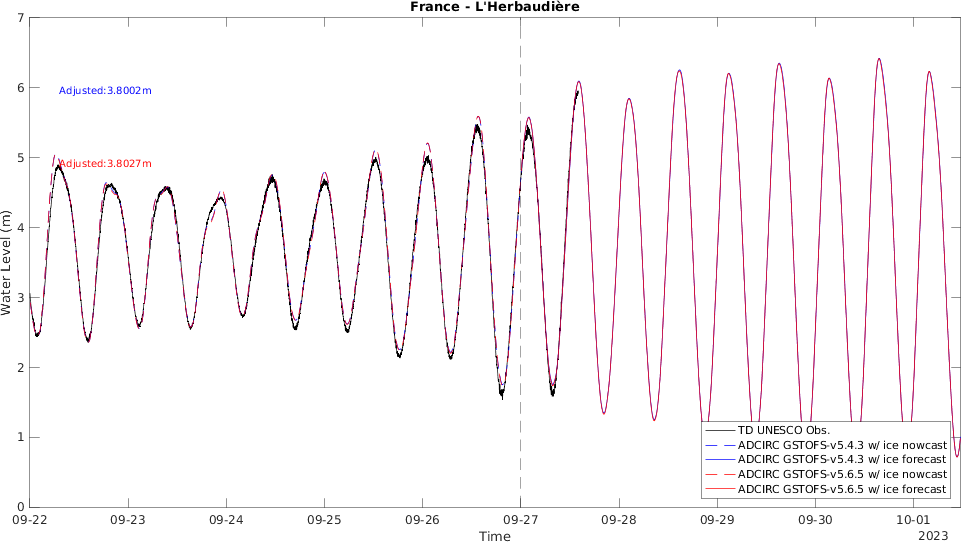 France - L'Herbaudière
7
6
5
4
3
2
1
0
Water Level (m)
Adjusted:3.8002m
Adjusted:3.8027m
TD UNESCO Obs.
ADCIRC GSTOFS-v5.4.3 w/ ice nowcast
ADCIRC GSTOFS-v5.4.3 w/ ice forecast
ADCIRC GSTOFS-v5.6.5 w/ ice nowcast
ADCIRC GSTOFS-v5.6.5 w/ ice forecast
09-22 09-23 09-24 09-25 09-26 09-27 09-28 09-29 09-30 10-01
2023
Time